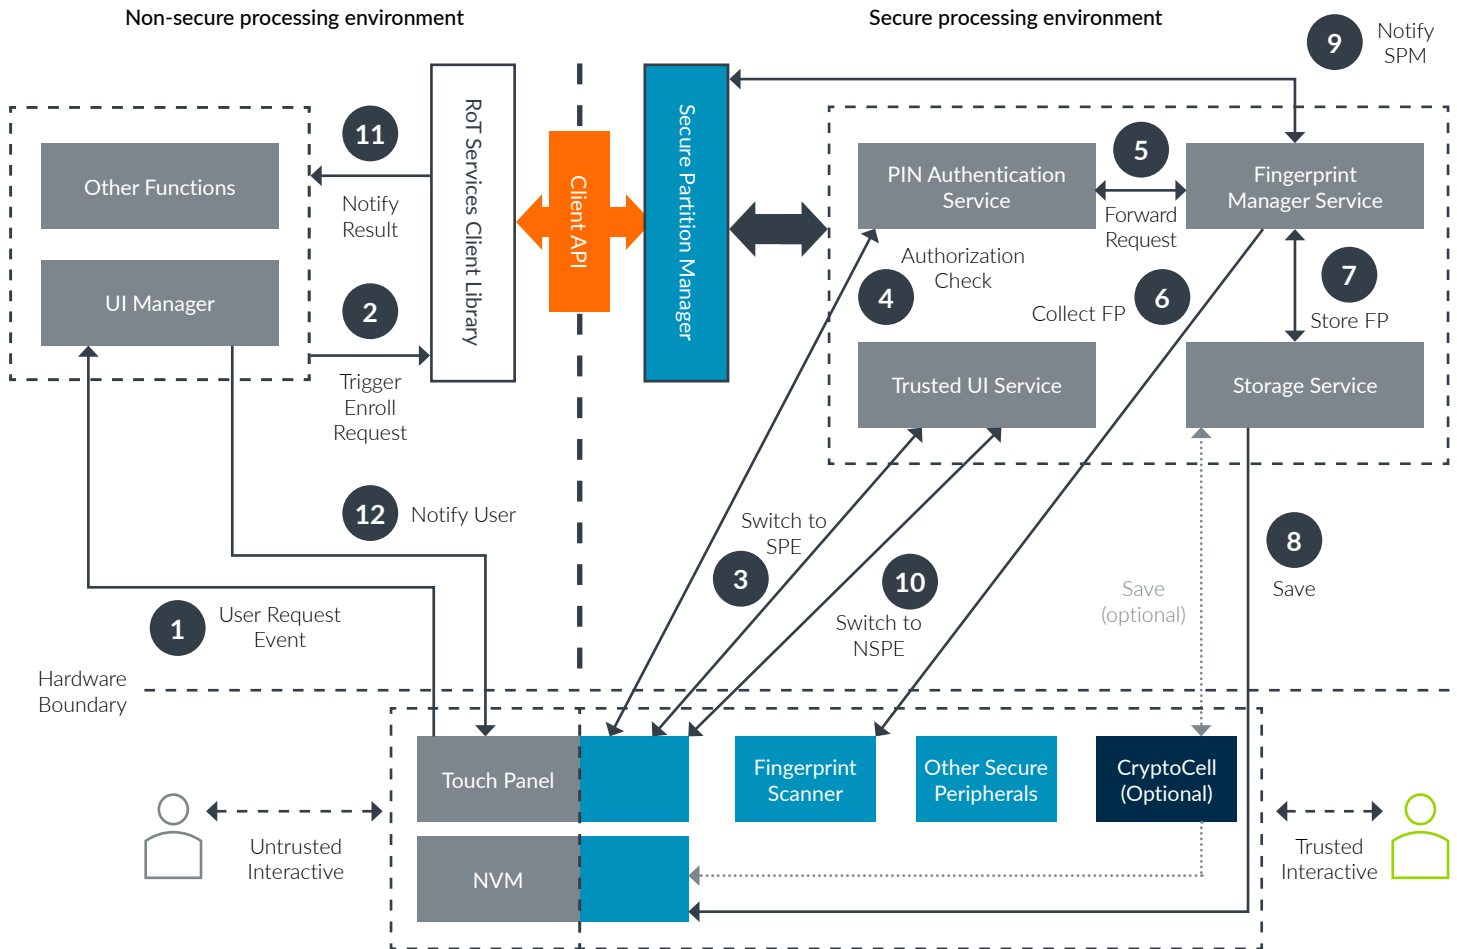 Non-secure processing environment
Secure processing environment
9
Notify
SPM
11
Notify
Result
Other Functions
UI Manager
2
Trigger
Enroll
Request
RoT Services Client Library
Client API
Secure Partition Manager
PIN Authentication
Service
5
Forward
Request
Fingerprint
Manager Service
Authorization
Check
4
Collect FP
6
7
Store FP
Trusted UI Service
Storage Service
12
Notify User
Switch to
SPE
3
10
Switch to
NSPE
8
Save
Save
(optional)
1
User Request
Event
Hardware
Boundary
Touch Panel
Fingerprint
Scanner
Other Secure
Peripherals
CryptoCell
(Optional)
Untrusted
Interactive
NVM
Trusted
Interactive